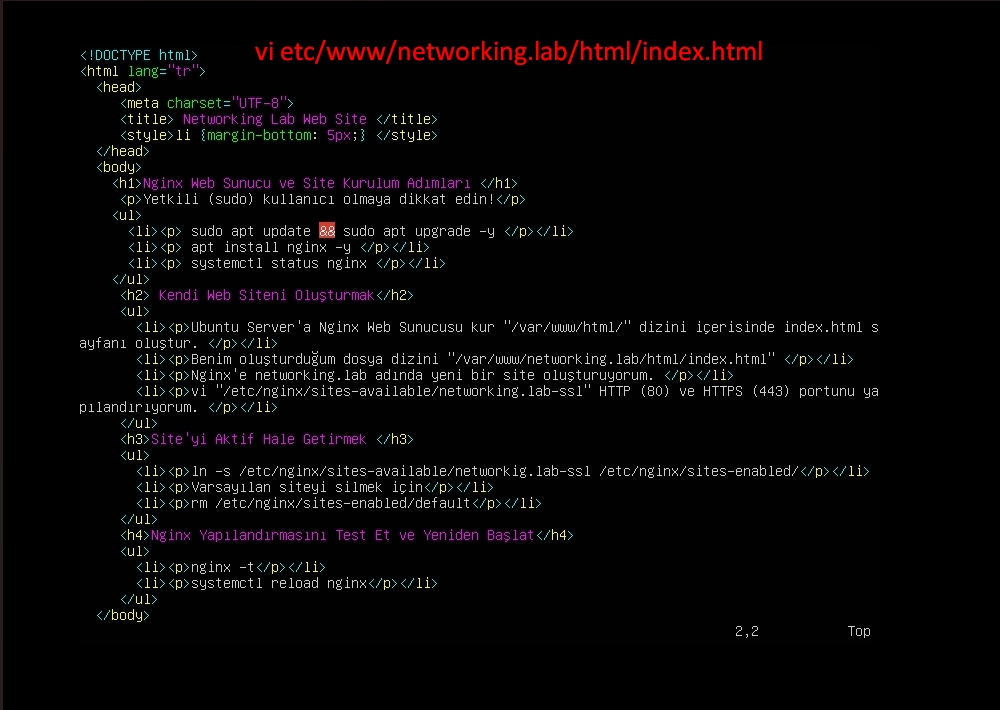 vi etc/www/networking.lab/html/index.html
<!DOCTYPE html>
<html lang="tr">
<head>
<meta charset="UTF-8">
<title> Networking Lab Web Site </title>
<style>li {margin-bottom: 5px;} </style>
</head>
<body>
<h1>Nginx Web Sunucu ve Site Kurulum Adımları </h1>
<p>Yetkili (sudo) kullanıcı olmaya dikkat edin!</p>
<ul>
<li><p> sudo apt update && sudo apt upgrade -y </p></li>
<li><p> apt install nginx -y </p></li>
<li><p> systemctl status nginx </p></li>
</ul>
<h2> Kendi Web Siteni Oluşturmak</h2>
<ul>
<li><p>Ubuntu Server'a Nginx Web Sunucusu kur "/var/www/html/" dizini içerisinde index.html s
ayfanı oluştur. </p></li>
<li><p>Benim oluşturduğum dosya dizini "/var/www/networking.lab/html/index.html" </p></li>
<li><p>Nginx'e networking.lab adında yeni bir site oluşturuyorum. </p></li>
<li><p>vi "/etc/nginx/sites-available/networking.lab-ssl" HTTP (80) ve HTTPS (443) portunu ya
pılandırıyorum. </p></li>
</ul>
<h3>Site'yi Aktif Hale Getirmek </h3>
<ul>
<li><p>ln -s /etc/nginx/sites-available/networkig.lab-ssl /etc/nginx/sites-enabled/</p></li>
<li><p>Varsayılan siteyi silmek için</p></li>
<li><p>rm /etc/nginx/sites-enabled/default</p></li>
</ul>
<h4>Nginx Yapılandırmasını Test Et ve Yeniden Başlat</h4>
<ul>
<li><p>nginx -t</p></li>
<li><p>systemctl reload nginx</p></li>
</ul>
</body>
2,2 Top